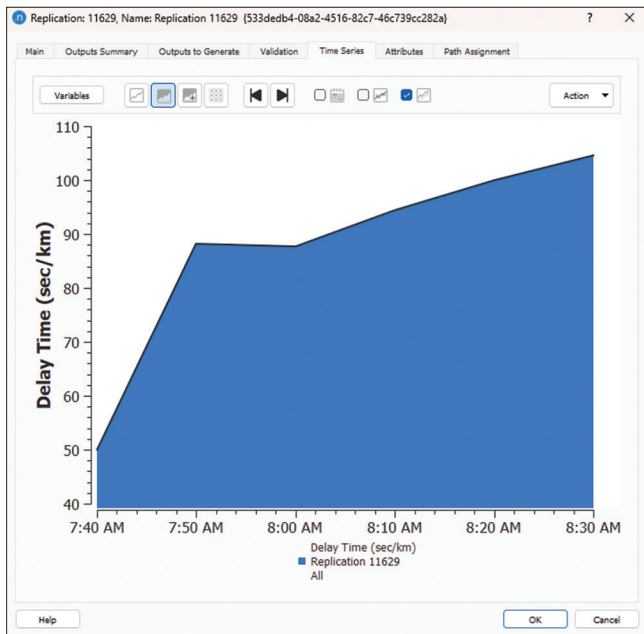 Replication: 11629, Name: Replication 11629 {533dedb4-08a2-4516-82c7-46c739cc282a}
? X
Main Outputs Summary Outputs to Generate Validation Time Series Attributes Path Assignment
Variables Action
110
100
90
80
70
60
50
40
Delay Time (sec/km)
7:40 AM 7:50 AM 8:00 AM 8:10 AM 8:20 AM 8:30 AM
Delay Time (sec/km)
Replication 11629
All
Help OK Cancel